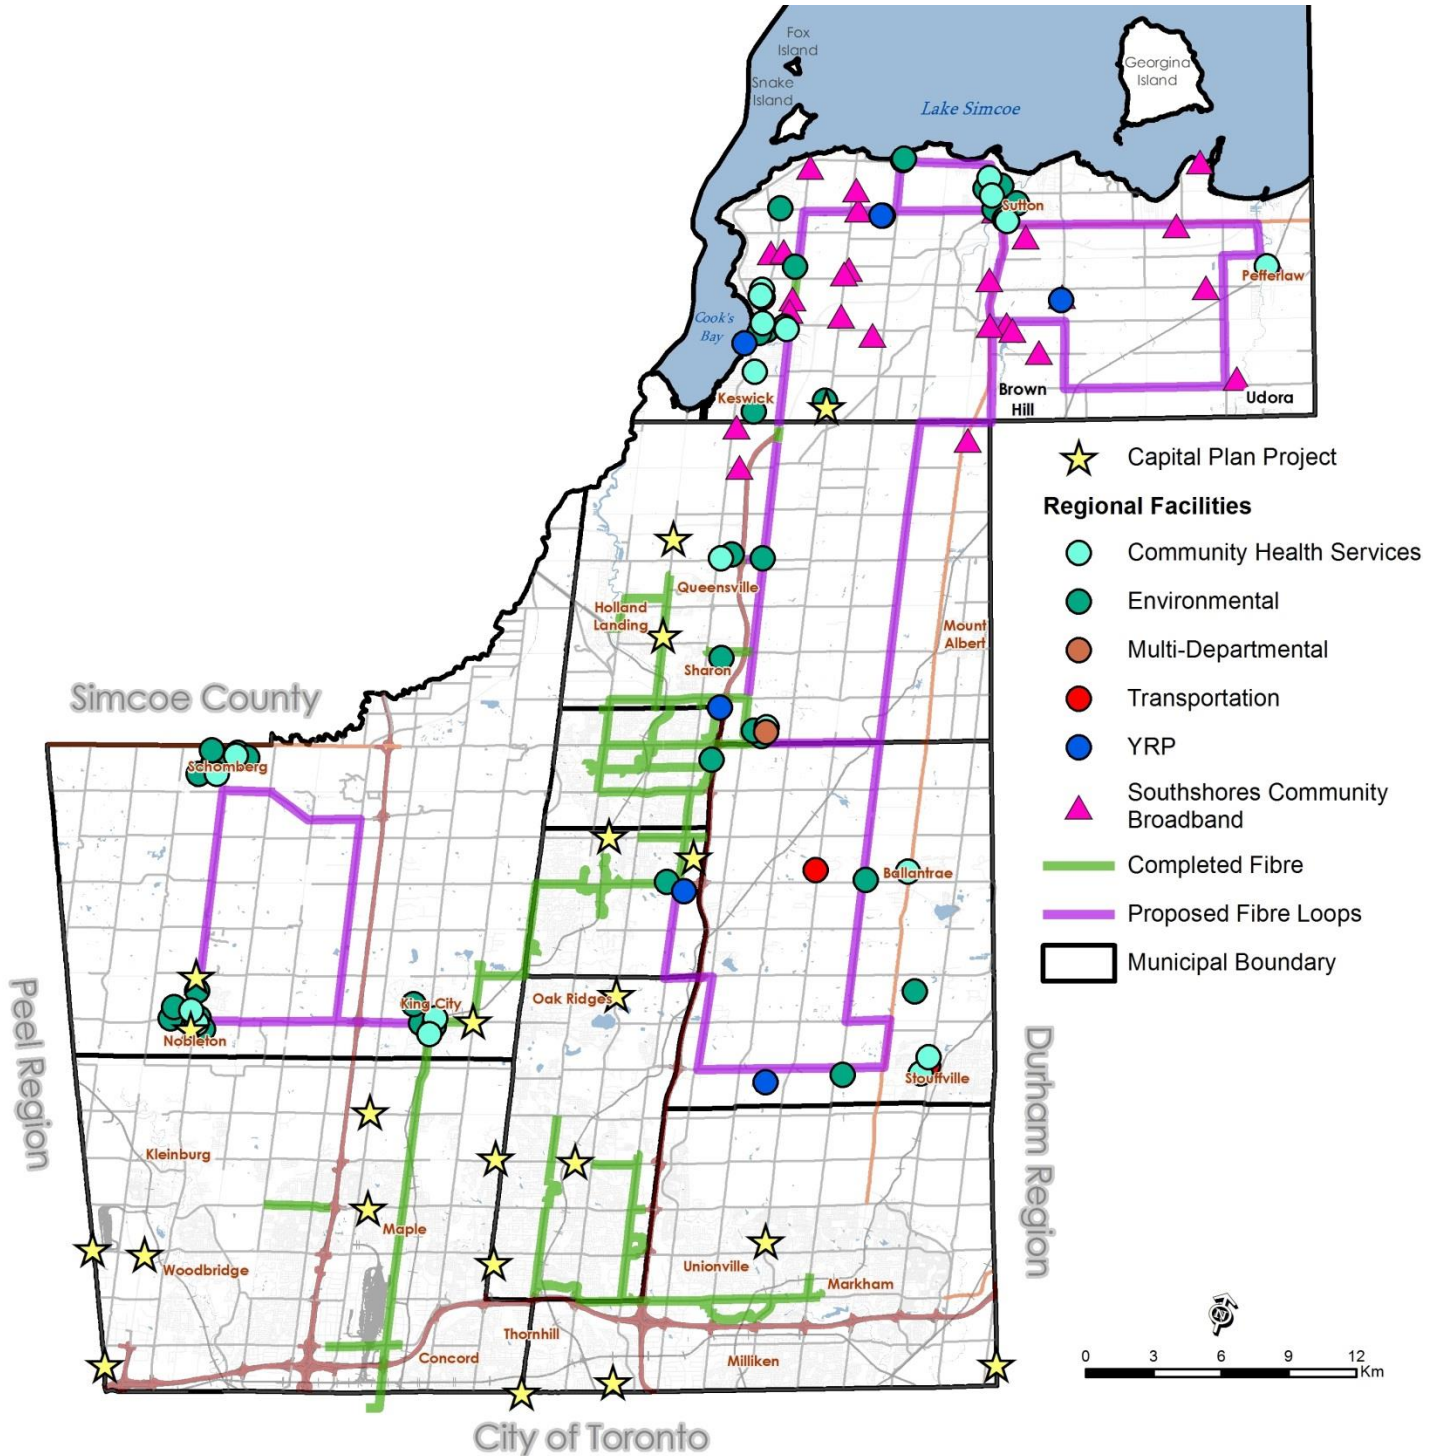 Fox
Island
Georgina
Island
Snake
Island
Lake Simcoe
Sutton
Pefferlaw
Cook's
Bay
Keswick
Brown
Hill
Udora
Capital Plan Project
Regional Facilities
Community Health Services
Environmental
Multi-Departmental
Transportation
YRP
Southshores Community
Broadband
Completed Fibre
Proposed Fibre Loops
Municipal Boundary
Queensville
Holland
Landing
Mount
Albert
Sharon
Simcoe County
Schomberg
Ballantrae
Peel Region
King City
Oak Ridges
Nobleton
Stouffville
Durham Region
Kleinburg
Maple
Woodbridge
Unionville
Markham
Thornhill
Concord
Milliken
N
0 3 6 9 12
Km
City of Toronto